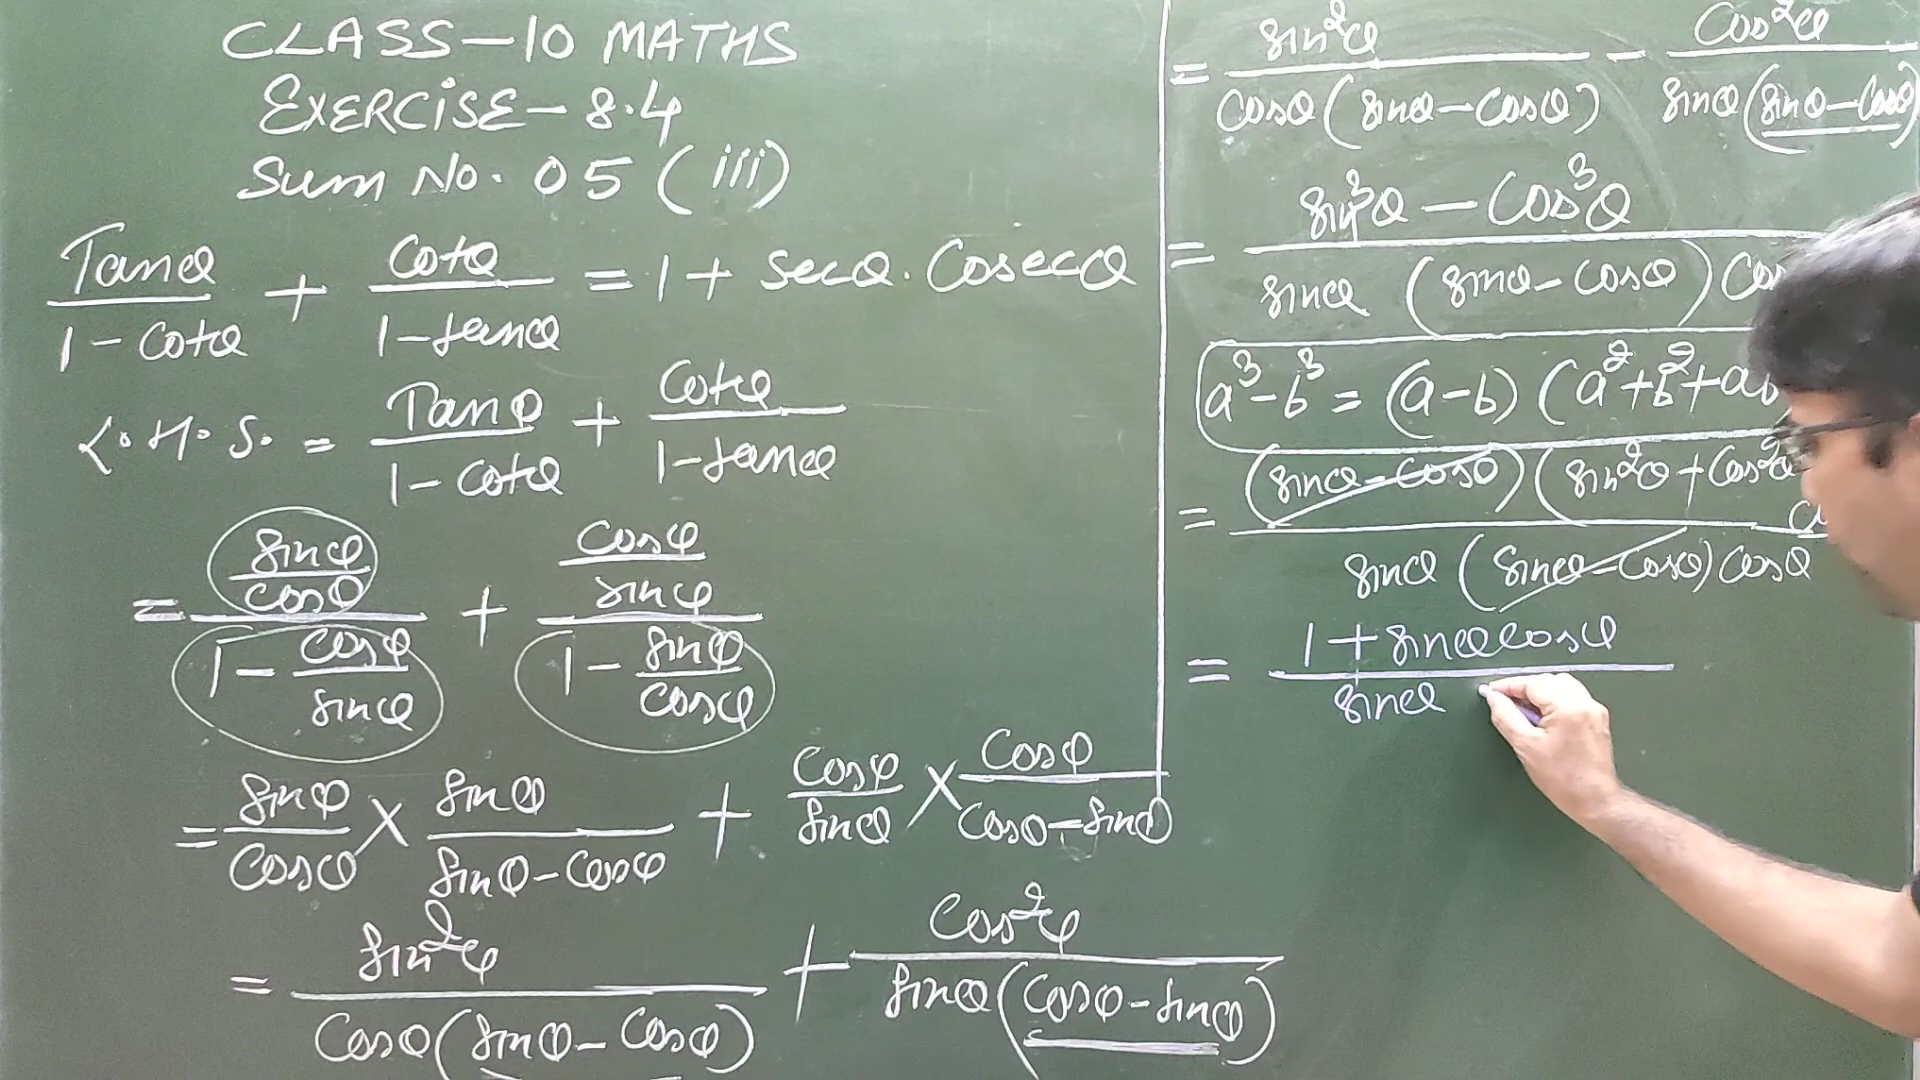 CLASS-10 MATHS
EXERCISE-8.4
Sum No. 05 (iii)
Tanθ/(1-cotθ) + cotθ/(1-tanθ) = 1+ secθ.Cosecθ
L.H.S. = Tanθ/(1-cotθ) + cotθ/(1-tanθ)
= (sinθ/cosθ)/(1-cosθ/sinθ) + (cosθ/sinθ)/(1-sinθ/cosθ)
= sinθ/cosθ × sinθ/(sinθ-cosθ) + cosθ/sinθ × cosθ/(cosθ-sinθ)
= sin²θ/(cosθ(sinθ-cosθ)) + cos²θ/(sinθ(cosθ-sinθ))
= sin²θ/(cosθ(sinθ-cosθ)) - cos²θ/(sinθ(sinθ-cosθ))
= (sin³θ-cos³θ)/(sinθ(sinθ-cosθ)
a³-b³ = (a-b)(a²+b²+ab
= (sinθ-cosθ)(sin²θ+cos²θ/(sinθ(sinθ-cosθ)cosθ
= (1+sinθcosθ)/sinθ